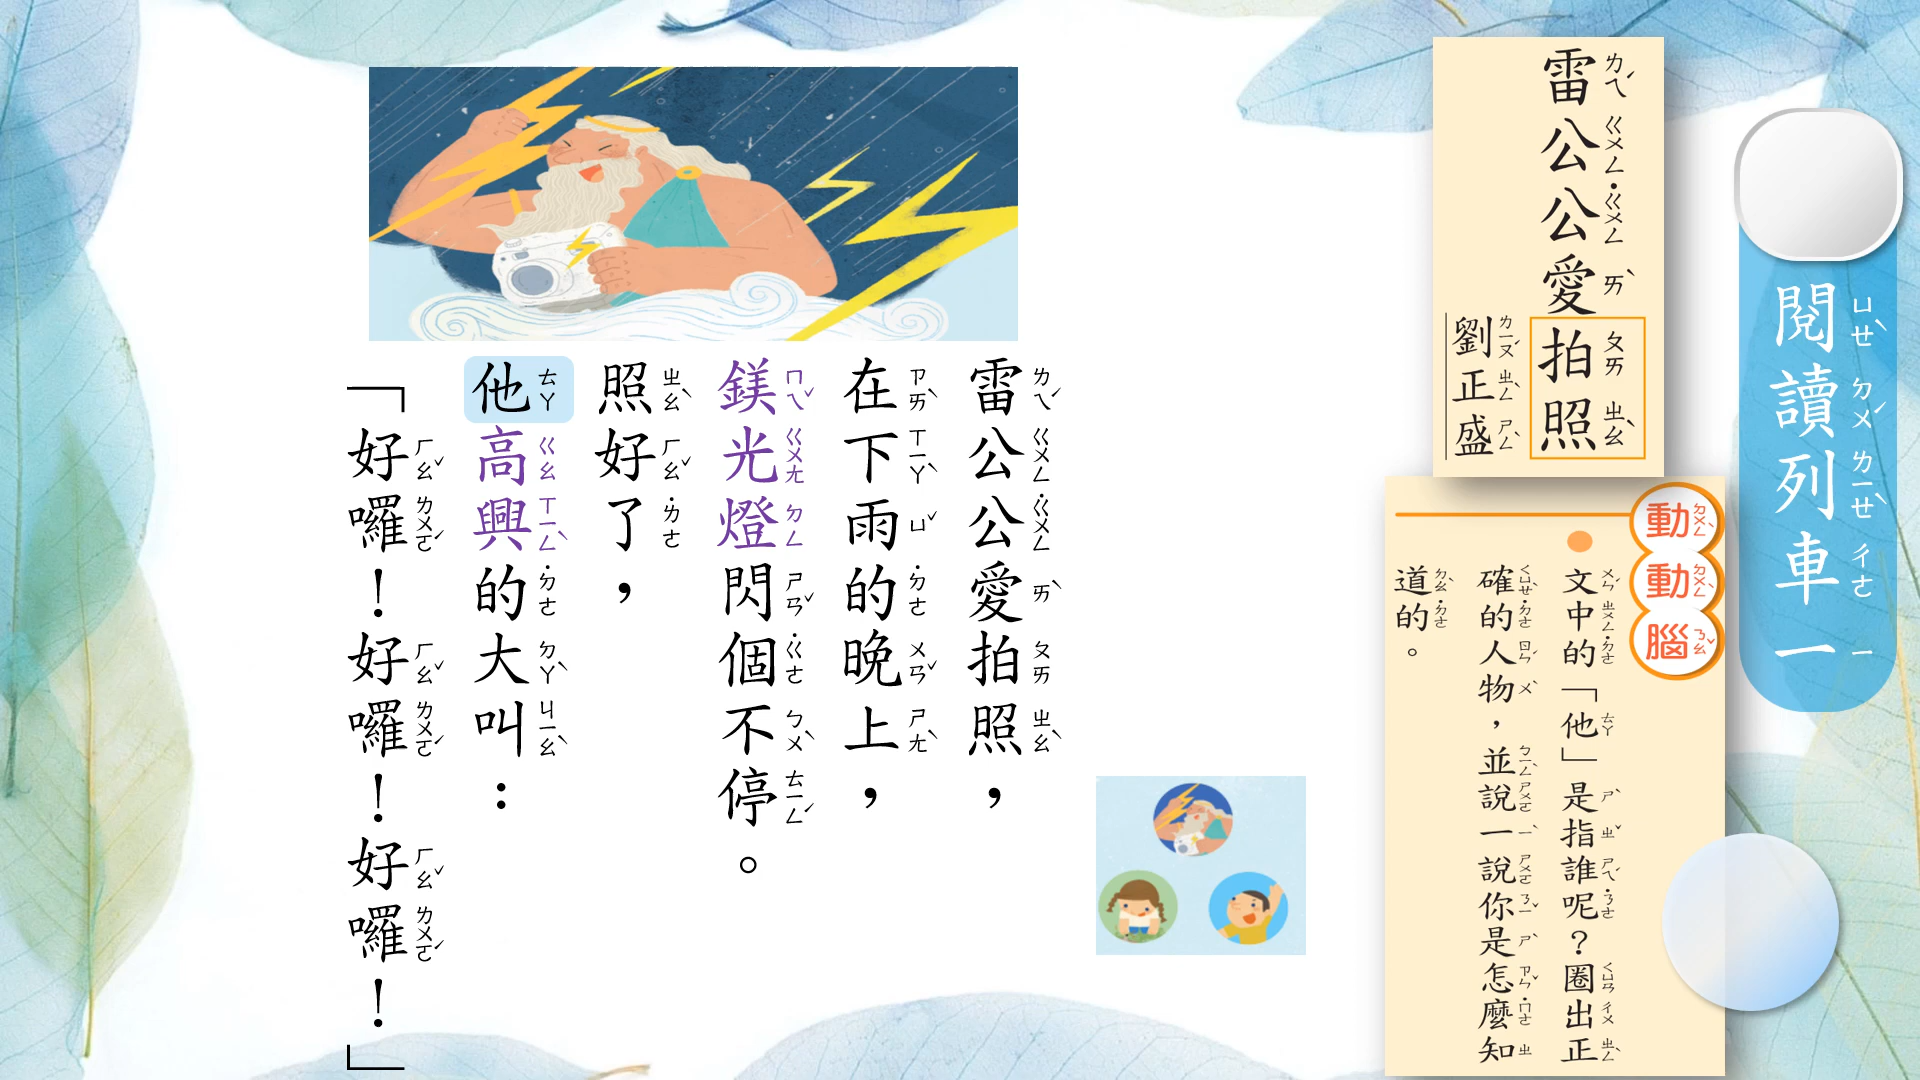 閱讀列車一
雷公公愛拍照
劉正盛
動動腦
文中的「他」是指誰呢？圈出正
確的人物，並說一說你是怎麼知
道的。
雷公公愛拍照，
在下雨的晚上，
鎂光燈閃個不停。
照好了，
他高興的大叫：
「好囉！好囉！好囉！」